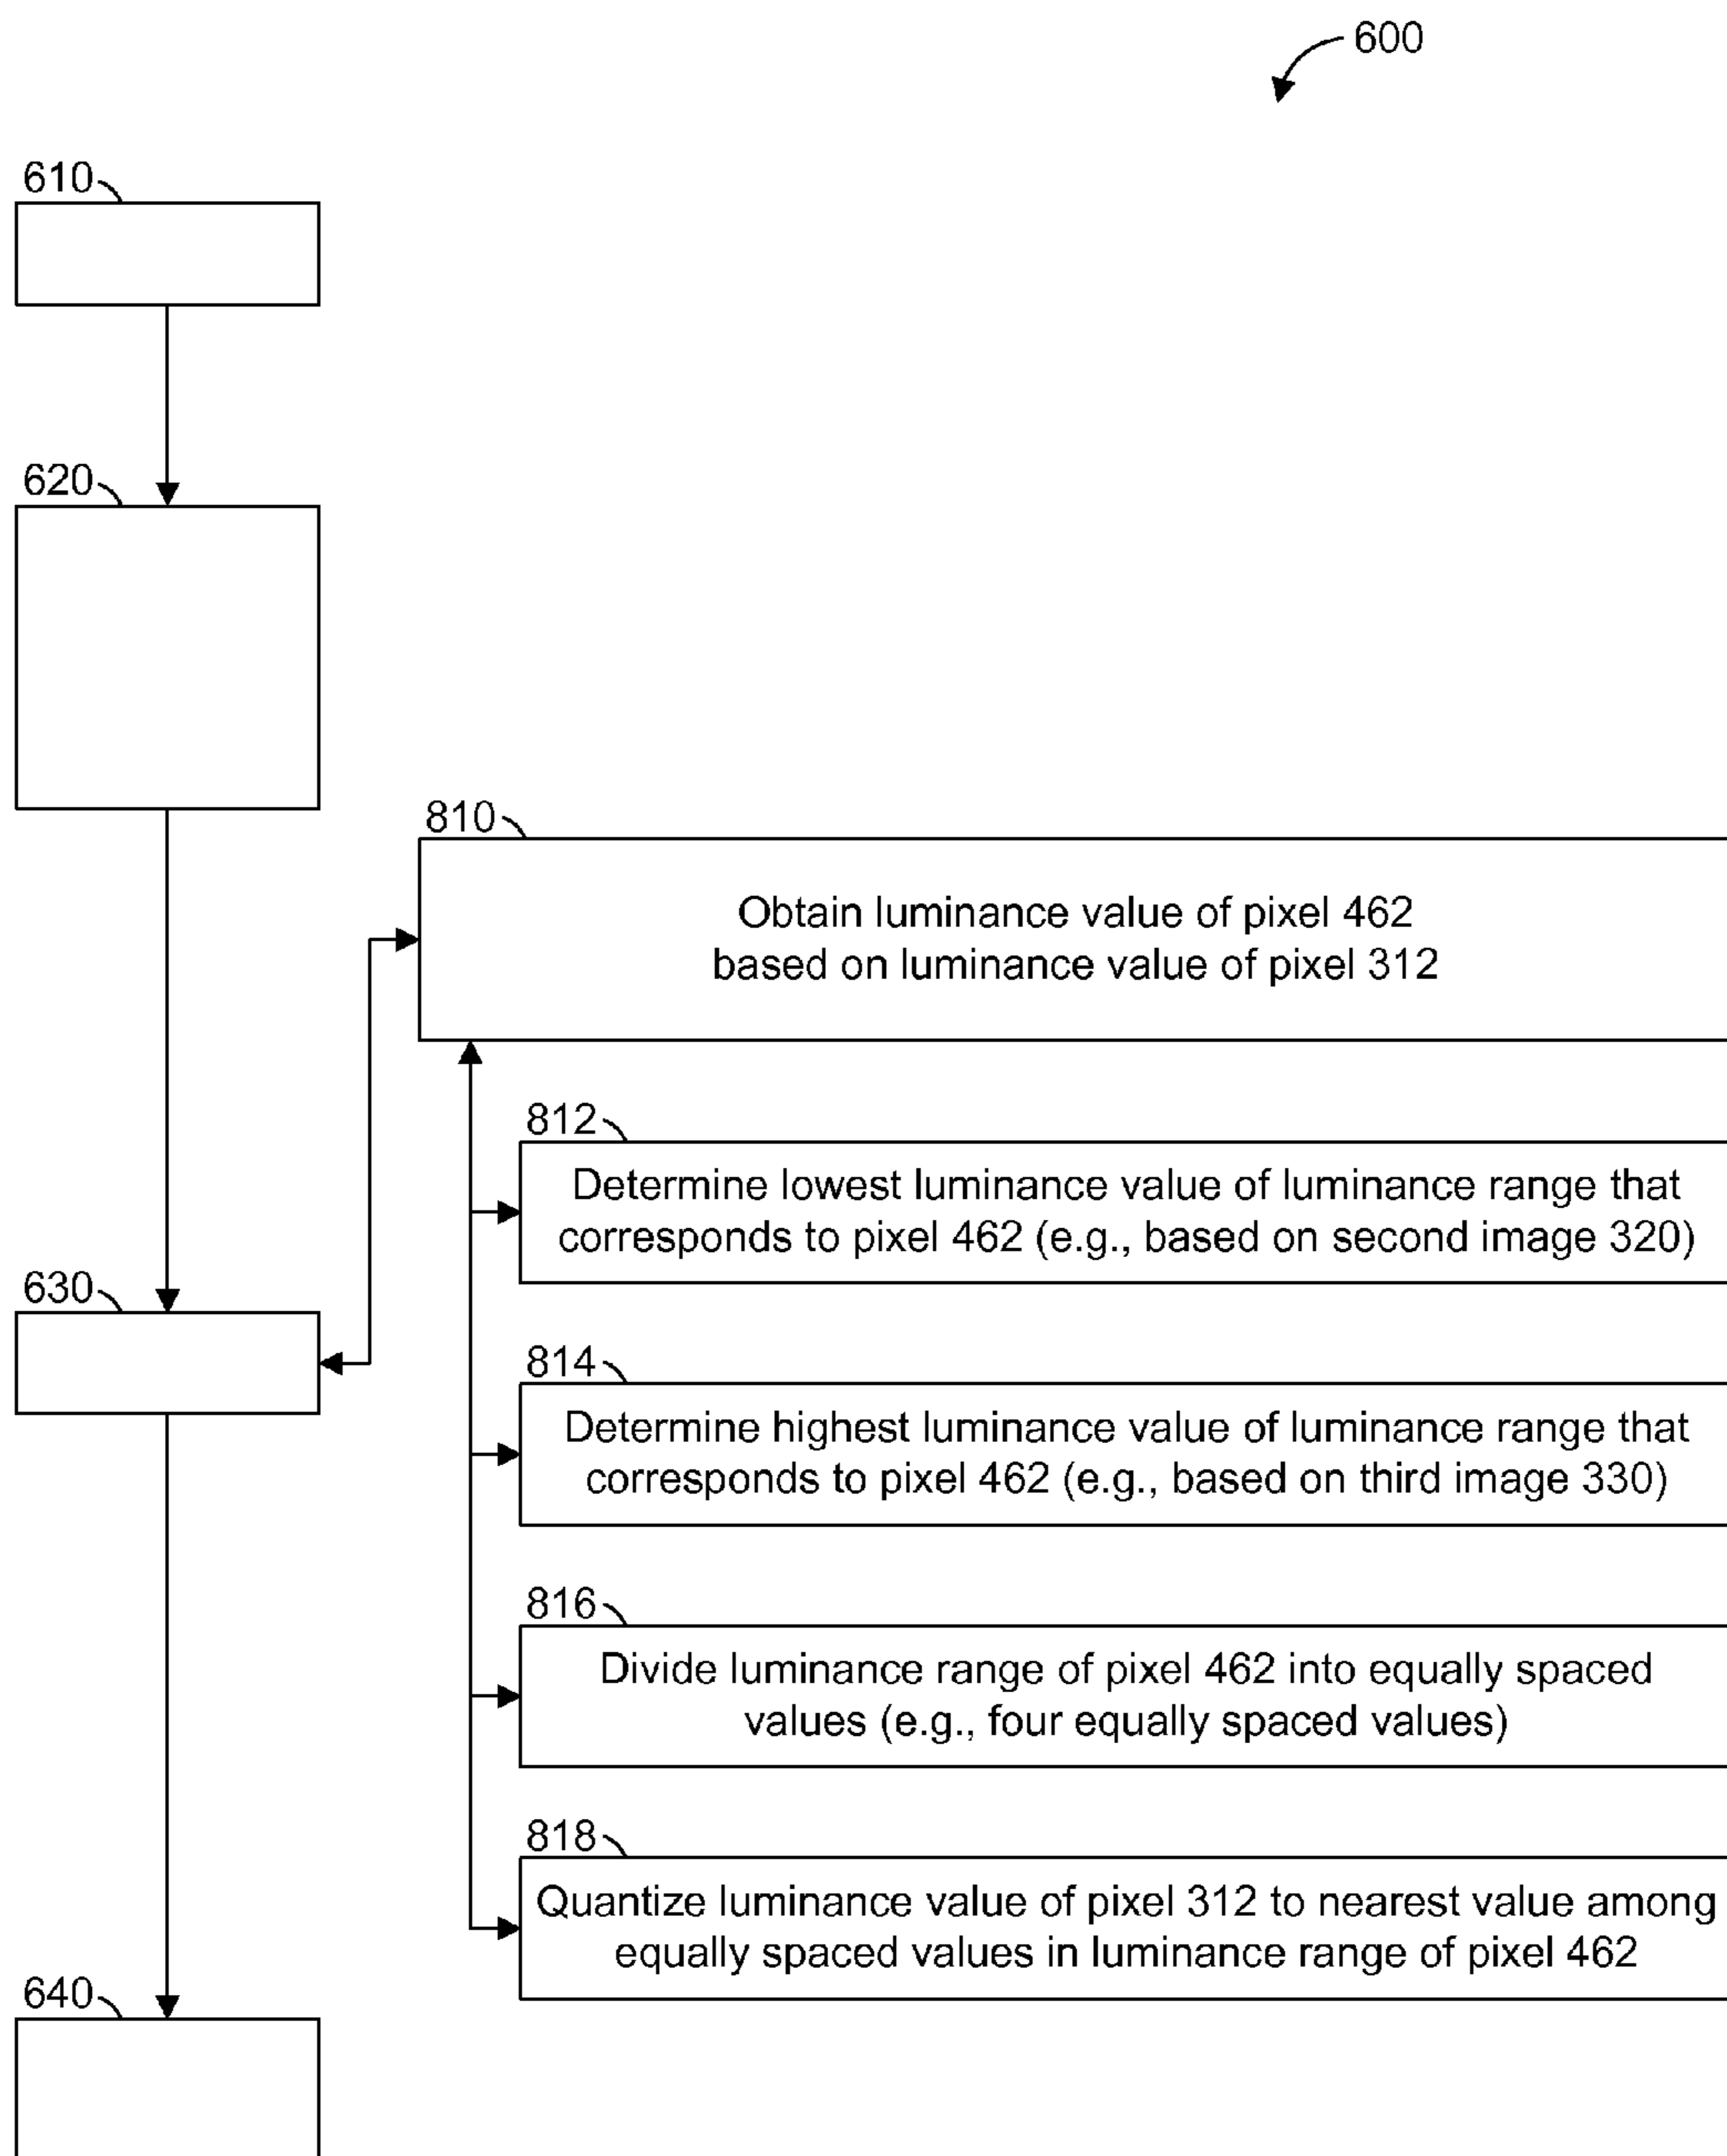 600
610
620
810
Obtain luminance value of pixel 462
based on luminance value of pixel 312
812
Determine lowest luminance value of luminance range that
corresponds to pixel 462 (e.g., based on second image 320)
630
814
Determine highest luminance value of luminance range that
corresponds to pixel 462 (e.g., based on third image 330)
816
Divide luminance range of pixel 462 into equally spaced
values (e.g., four equally spaced values)
818
Quantize luminance value of pixel 312 to nearest value among
equally spaced values in luminance range of pixel 462
640